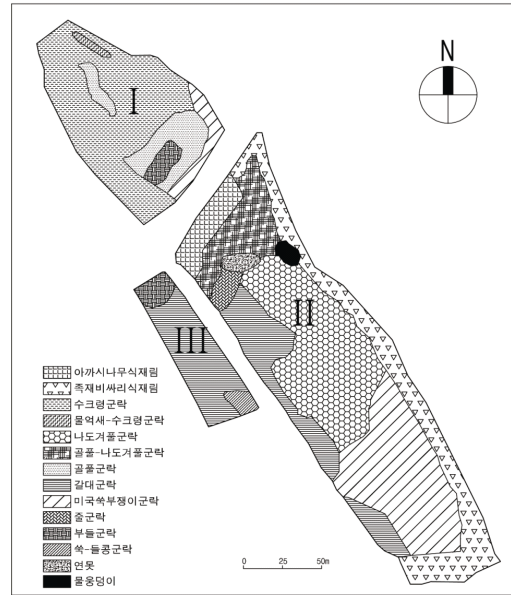 N
I
II
III
아까시나무식재림
족재비싸리식재림
수크령군락
물억새-수크령군락
나도겨풀군락
골풀-나도겨풀군락
골풀군락
갈대군락
미국쑥부쟁이군락
줄군락
부들군락
쑥-들콩군락
연못
물웅덩이
0 25 50m